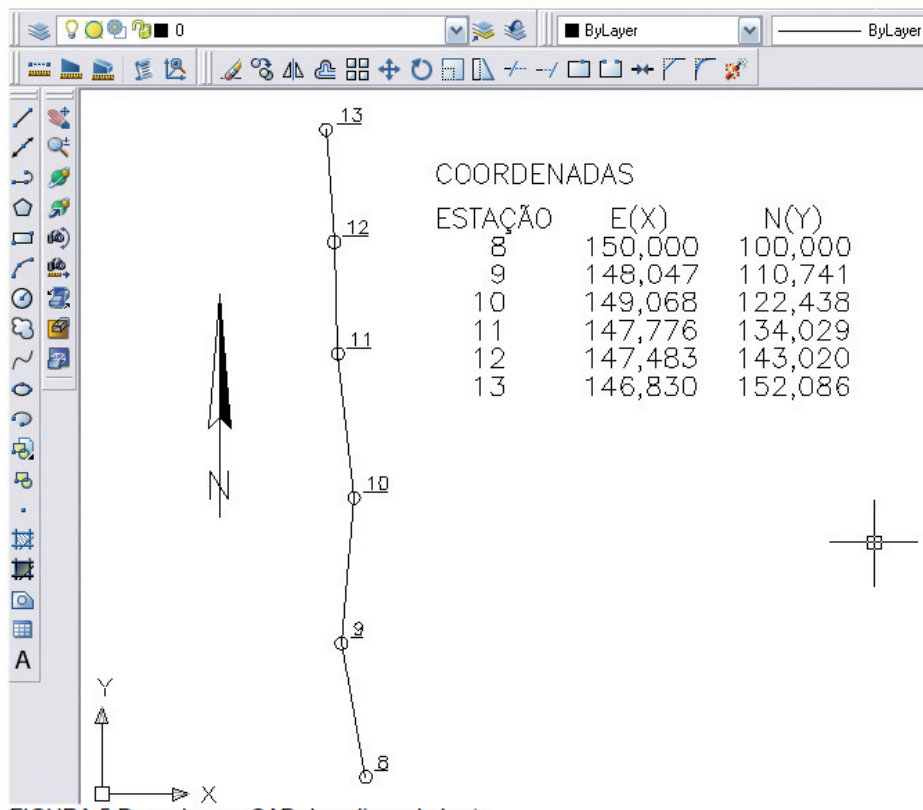 0
ByLayer
ByLayer
13
12
11
10
9
8
N
Y
X
COORDENADAS
ESTAÇÃO E(X) N(Y)
8 150,000 100,000
9 148,047 110,741
10 149,068 122,438
11 147,776 134,029
12 147,483 143,020
13 146,830 152,086
A